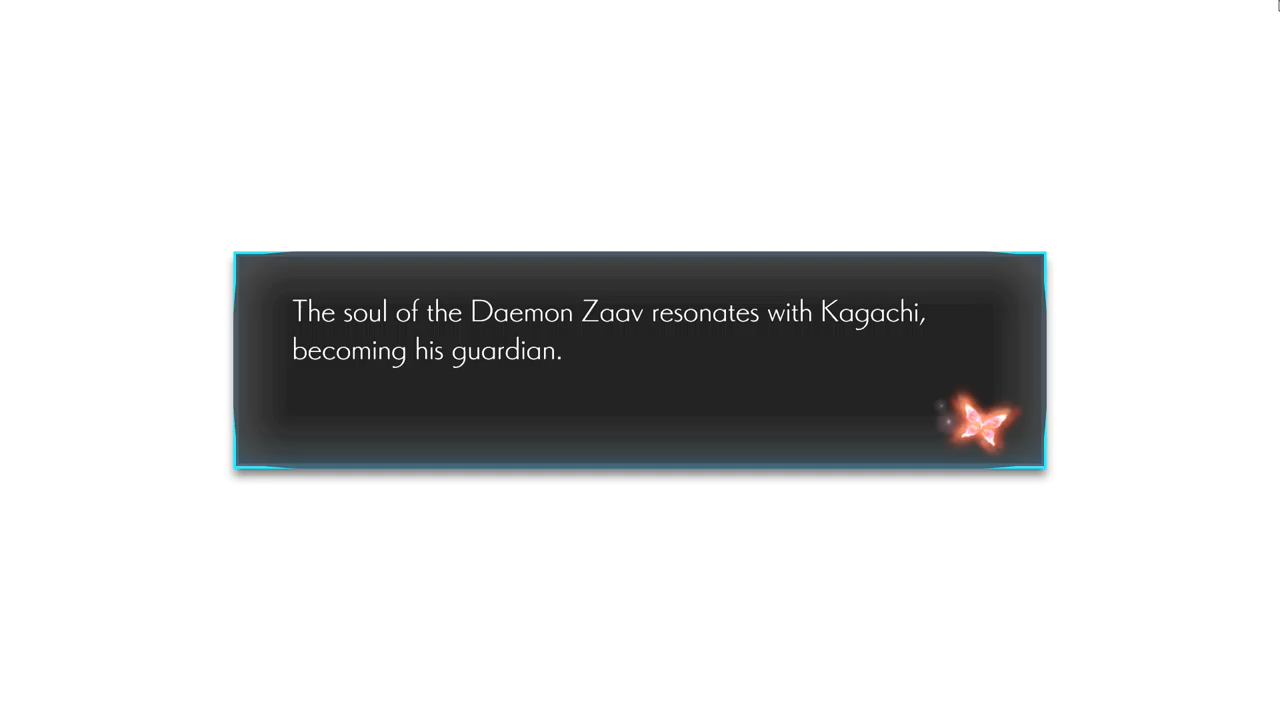 The soul of the Daemon Zaav resonates with Kagachi,
becoming his guardian.